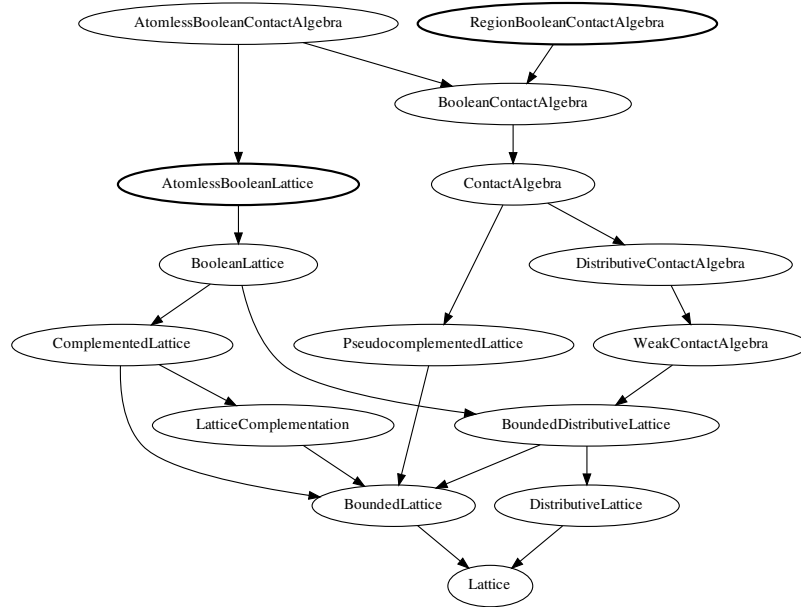 AtomlessBooleanContactAlgebra
RegionBooleanContactAlgebra
BooleanContactAlgebra
AtomlessBooleanLattice
ContactAlgebra
BooleanLattice
DistributiveContactAlgebra
ComplementedLattice
PseudocomplementedLattice
WeakContactAlgebra
LatticeComplementation
BoundedDistributiveLattice
BoundedLattice
DistributiveLattice
Lattice